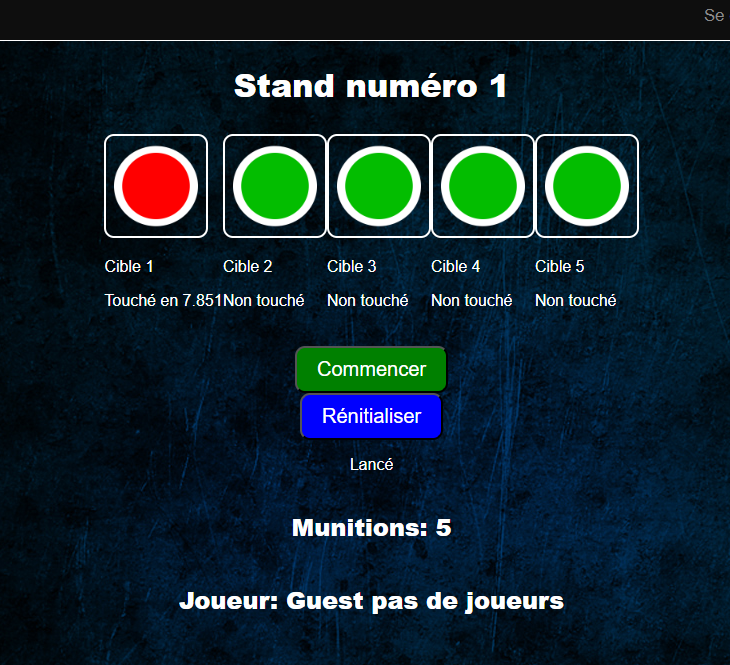 Se
Stand numéro 1
Cible 1 Cible 2 Cible 3 Cible 4 Cible 5
Touché en 7.851 Non touché Non touché Non touché Non touché
Commencer
Rénitialiser
Lancé
Munitions: 5
Joueur: Guest pas de joueurs